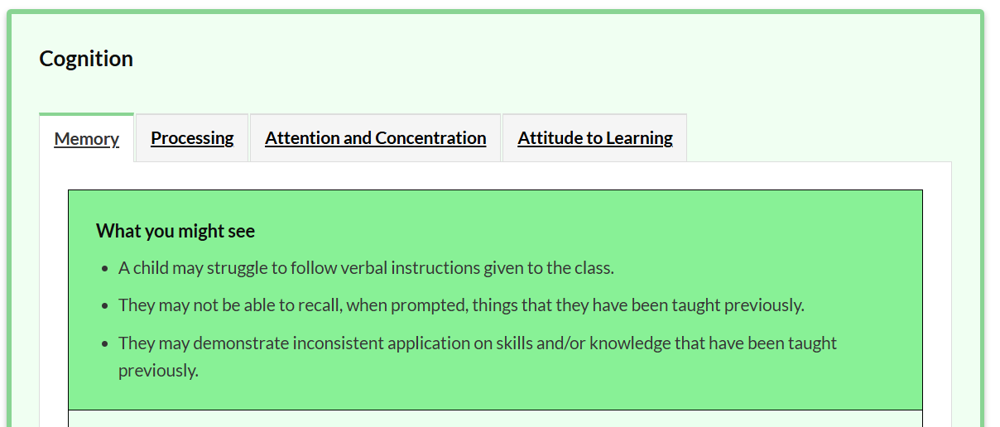 Cognition
Memory
Processing
Attention and Concentration
Attitude to Learning
What you might see
• A child may struggle to follow verbal instructions given to the class.
• They may not be able to recall, when prompted, things that they have been taught previously.
• They may demonstrate inconsistent application on skills and/or knowledge that have been taught
previously.